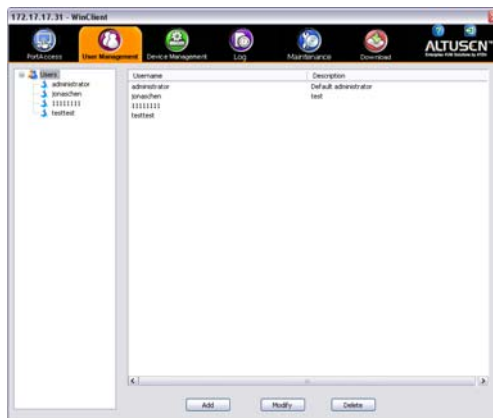 172.17.17.31 - WinClient
PortAccess
User Management
Device Management
Log
Maintenance
Download
ALTUSEN™
Users
administrator
jonaschen
11111111
testtest
Username
Description
administrator
Default administrator
jonaschen
test
11111111
testtest
Add
Modify
Delete